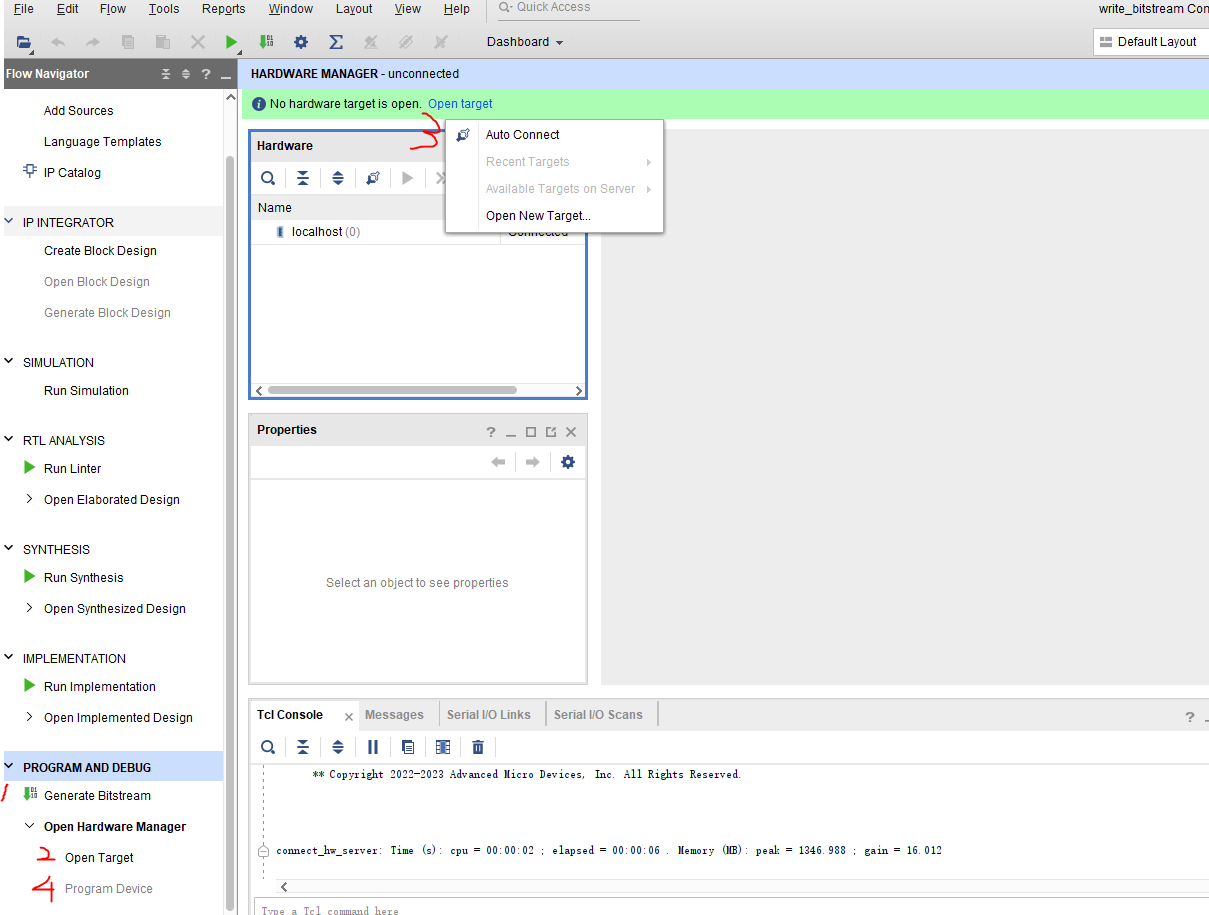 File Edit Flow Tools Reports Window Layout View Help Quick Access write_bitstream Con
Dashboard Default Layout
Flow Navigator ? _
HARDWARE MANAGER - unconnected
No hardware target is open. Open target
Add Sources
Language Templates
IP Catalog
IP INTEGRATOR
Create Block Design
Open Block Design
Generate Block Design
SIMULATION
Run Simulation
RTL ANALYSIS
Run Linter
Open Elaborated Design
SYNTHESIS
Run Synthesis
Open Synthesized Design
IMPLEMENTATION
Run Implementation
Open Implemented Design
PROGRAM AND DEBUG
1 Generate Bitstream
Open Hardware Manager
2 Open Target
4 Program Device
3
Auto Connect
Recent Targets
Available Targets on Server
Open New Target...
Hardware
Name
localhost (0) Connected
Properties ?
Select an object to see properties
Tcl Console Messages Serial I/O Links Serial I/O Scans ?
** Copyright 2022-2023 Advanced Micro Devices, Inc. All Rights Reserved.
connect_hw_server: Time (s): cpu = 00:00:02 ; elapsed = 00:00:06 . Memory (MB): peak = 1346.988 ; gain = 16.012
Type a Tcl command here